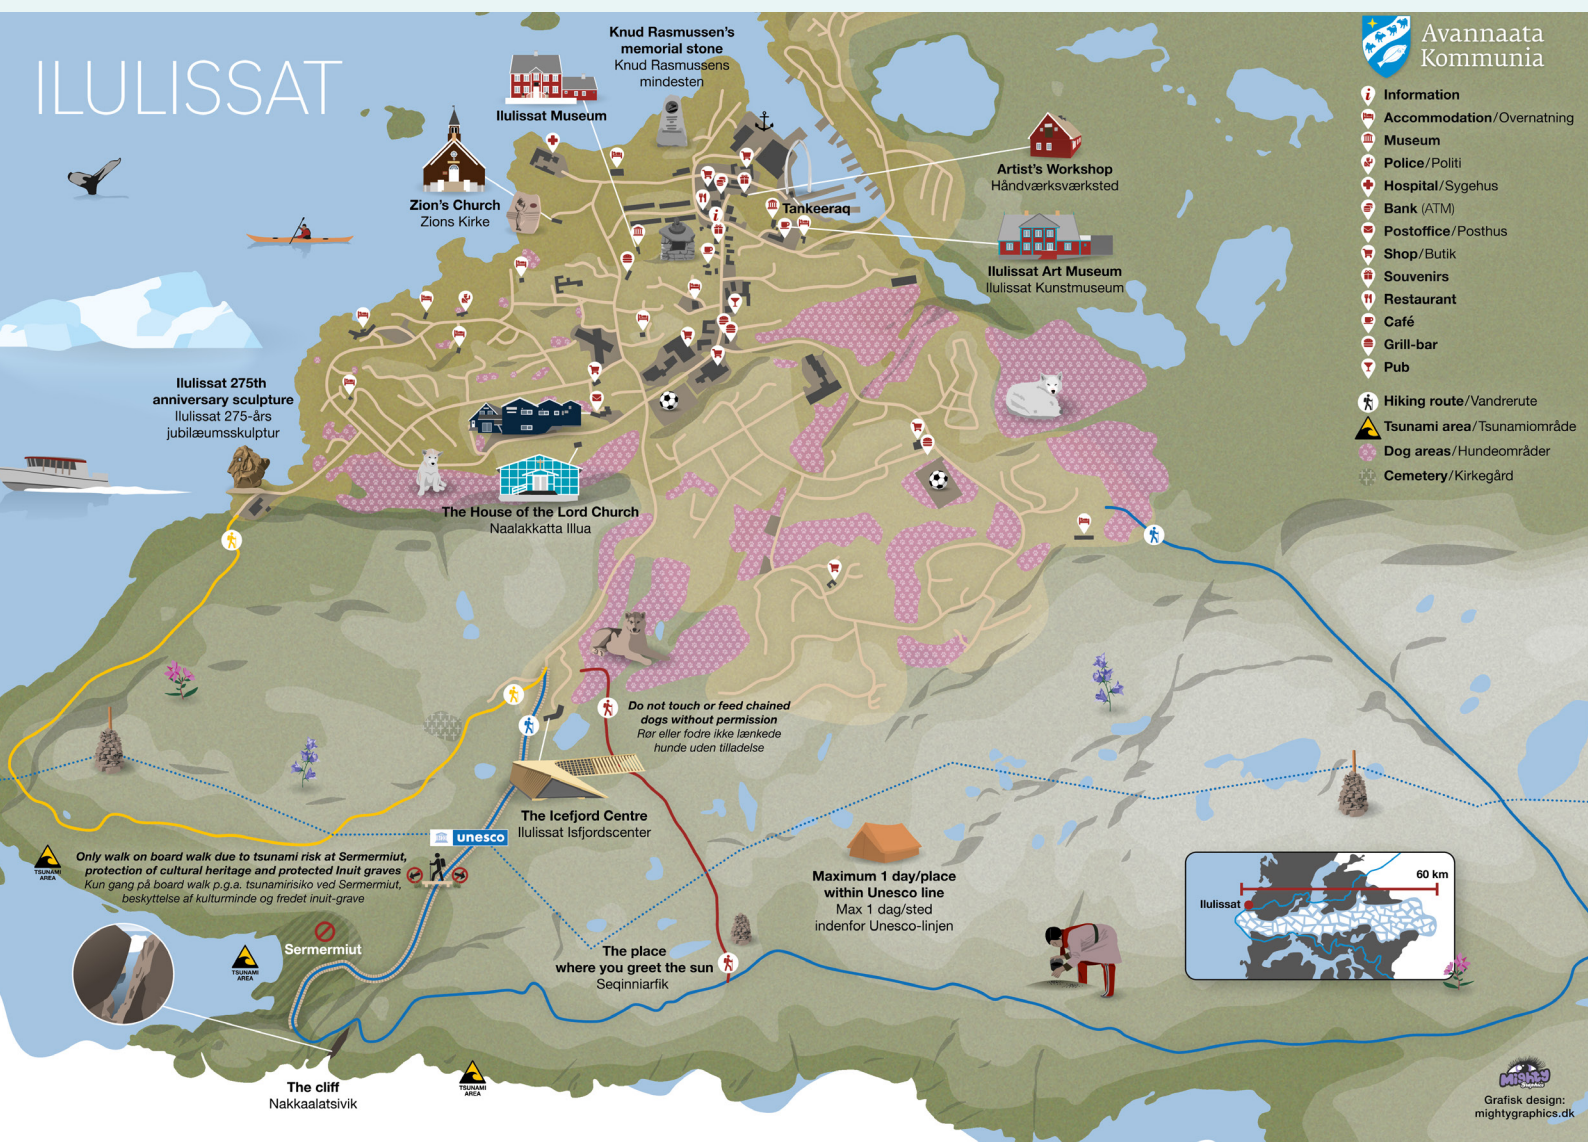 ILULISSAT
Knud Rasmussen's
memorial stone
Knud Rasmussens
mindesten
Ilulissat Museum
Zion's Church
Zions Kirke
Artist's Workshop
Håndværksværksted
Tankeeraq
Ilulissat Art Museum
Ilulissat Kunstmuseum
Avannaata
Kommunia
Information
Accommodation/Overnatning
Museum
Police/Politi
Hospital/Sygehus
Bank (ATM)
Postoffice/Posthus
Shop/Butik
Souvenirs
Restaurant
Café
Grill-bar
Pub
Hiking route/Vandrerute
Tsunami area/Tsunamiområde
Dog areas/Hundeområder
Cemetery/Kirkegård
Ilulissat 275th
anniversary sculpture
Ilulissat 275-års
jubilæumsskulptur
The House of the Lord Church
Naalakkatta Illua
Do not touch or feed chained
dogs without permission
Rør eller fodre ikke lænkede
hunde uden tilladelse
The Icefjord Centre
Ilulissat Isfjordscenter
unesco
TSUNAMI
AREA
Only walk on board walk due to tsunami risk at Sermermiut,
protection of cultural heritage and protected Inuit graves
Kun gang på board walk p.g.a. tsunamirisiko ved Sermermiut,
beskyttelse af kulturminde og fredet inuit-grave
Maximum 1 day/place
within Unesco line
Max 1 dag/sted
indenfor Unesco-linjen
60 km
Ilulissat
Sermermiut
TSUNAMI
AREA
The place
where you greet the sun
Seqinniarfik
The cliff
Nakkaalatsivik
TSUNAMI
AREA
Mighty
Graphics
Grafisk design:
mightygraphics.dk